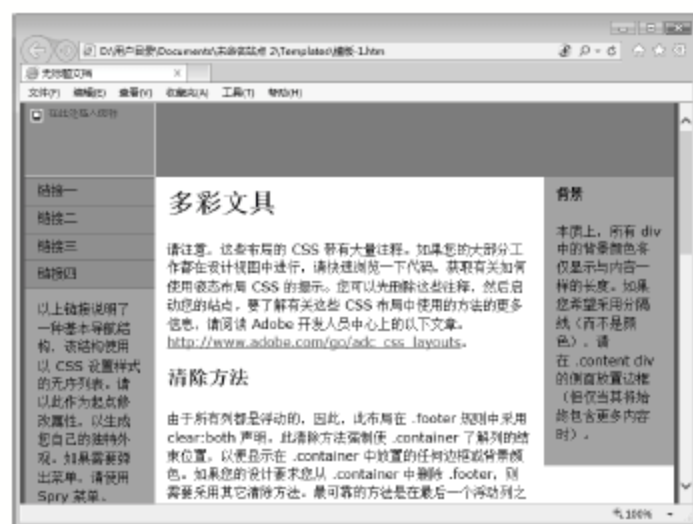 D:\用户目录\Documents\未命名站点 2\Templates\模板-1.htm
无标题文档
文件(F) 编辑(E) 查看(V) 收藏夹(A) 工具(T) 帮助(H)
链接一
链接二
链接三
链接四
以上链接说明了
一种基本导航结
构，该结构使用
以 CSS 设置样式
的无序列表。请
以此作为起点修
改属性，以生成
您自己的独特外
观。如果需要弹
出菜单，请使用
Spry 菜单、
多彩文具
请注意，这些布局的 CSS 带有大量注释。如果您的大部分工
作都在设计视图中进行，请快速浏览一下代码，获取有关如何
使用液态布局 CSS 的提示。您可以先删除这些注释，然后启
动您的站点。要了解有关这些 CSS 布局中使用的方法的更多
信息，请阅读 Adobe 开发人员中心上的以下文章。
http://www.adobe.com/go/adc_css_layouts。
清除方法
由于所有列都是浮动的，因此，此布局在 .footer 规则中采用
clear:both 声明。此清除方法强制使 .container 了解列的结
束位置，以便显示在 .container 中放置的任何边框或背景颜
色。如果您的设计要求您从 .container 中删除 .footer，则
需要采用其它清除方法。最可靠的方法是在最后一个浮动列之
背景
本质上，所有 div
中的背景颜色将
仅显示与内容一
样的长度。如果
您希望采用分隔
线（而不是颜
色），请
在 .content div
的侧面放置边框
（但仅当其将始
终包含更多内容
时）。
100%